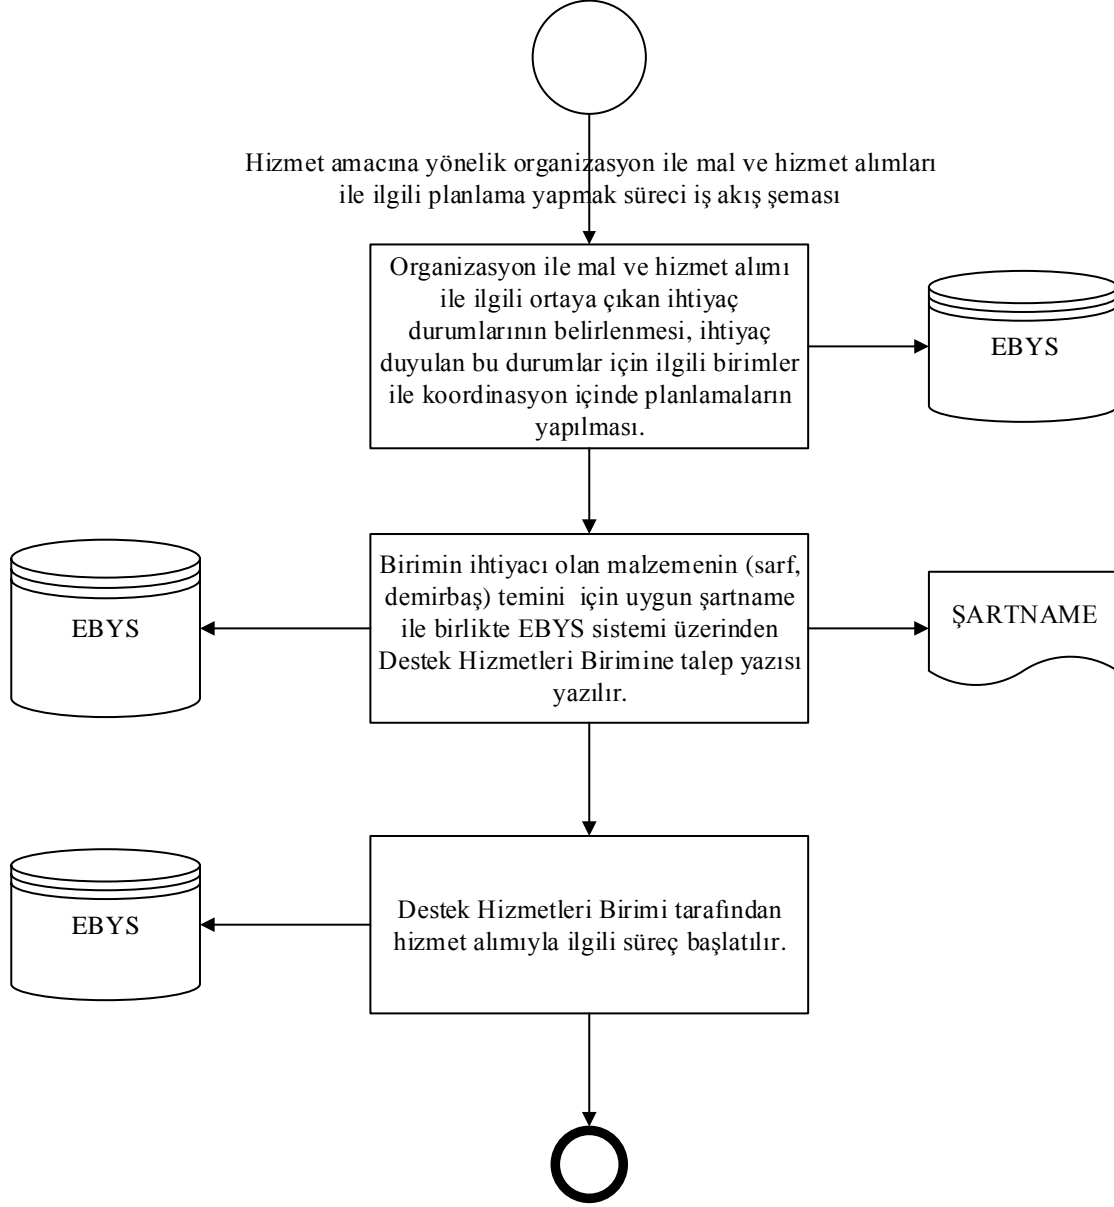 Hizmet amacına yönelik organizasyon ile mal ve hizmet alımları
ile ilgili planlama yapmak süreci iş akış şeması
Organizasyon ile mal ve hizmet alımı
ile ilgili ortaya çıkan ihtiyaç
durumlarının belirlenmesi, ihtiyaç
duyulan bu durumlar için ilgili birimler
ile koordinasyon içinde planlamaların
yapılması.
EBYS
EBYS
Birimin ihtiyacı olan malzemenin (sarf,
demirbaş) temini  için uygun şartname
ile birlikte EBYS sistemi üzerinden
Destek Hizmetleri Birimine talep yazısı
yazılır.
ŞARTNAME
EBYS
Destek Hizmetleri Birimi tarafından
hizmet alımıyla ilgili süreç başlatılır.